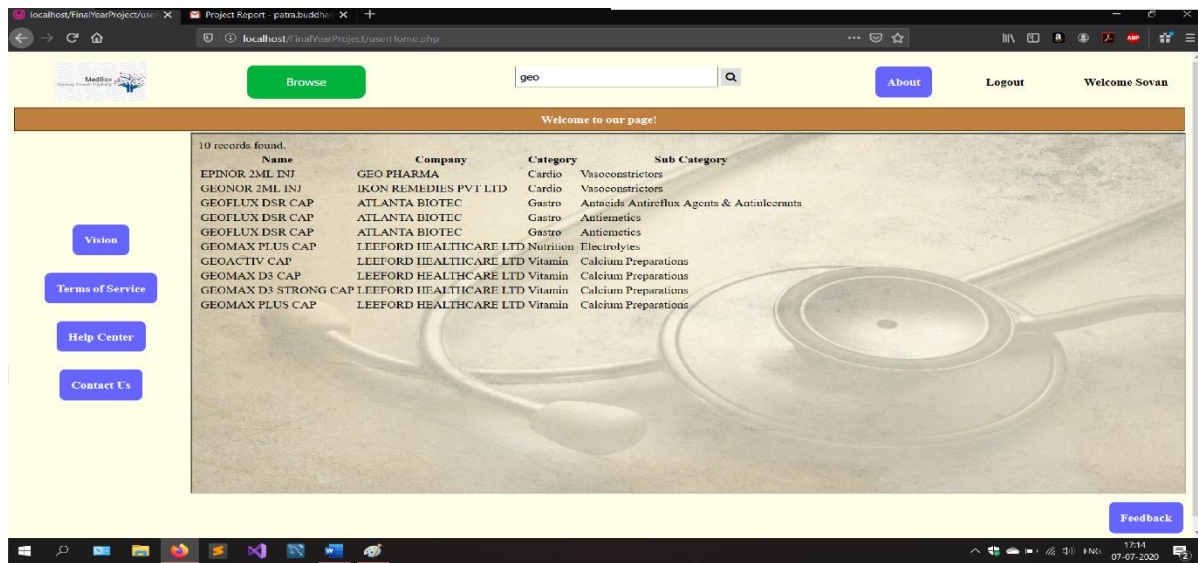 localhost/FinalYearProject/use
Project Report - patra.buddha
localhost/FinalYearProject/userHome.php
ABP
MedBox
Browse
geo
About
Logout
Welcome Sovan
Welcome to our page!
10 records found.
Name Company Category Sub Category
EPINOR 2ML INJ GEO PHARMA Cardio Vasoconstrictors
GEONOR 2ML INJ IKON REMEDIES PVT LTD Cardio Vasoconstrictors
GEOFLUX DSR CAP ATLANTA BIOTEC Gastro Antacids Antireflux Agents & Antiulcerants
GEOFLUX DSR CAP ATLANTA BIOTEC Gastro Antiemetics
GEOFLUX DSR CAP ATLANTA BIOTEC Gastro Antiemetics
GEOMAX PLUS CAP LEEFORD HEALTHCARE LTD Nutrition Electrolytes
GEOACTIV CAP LEEFORD HEALTHCARE LTD Vitamin Calcium Preparations
GEOMAX D3 CAP LEEFORD HEALTHCARE LTD Vitamin Calcium Preparations
GEOMAX D3 STRONG CAP LEEFORD HEALTHCARE LTD Vitamin Calcium Preparations
GEOMAX PLUS CAP LEEFORD HEALTHCARE LTD Vitamin Calcium Preparations
Vision
Terms of Service
Help Center
Contact Us
Feedback
ENG
17:14
07-07-2020